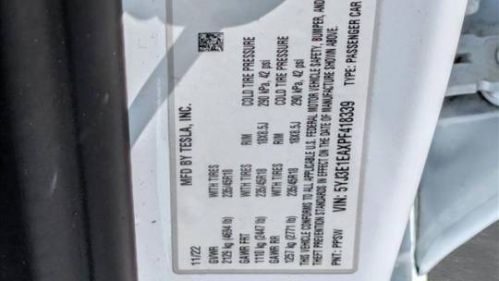 MFD BY TESLA, INC.
11/22
GVWR 2129 kg (4694 lb)
WITH TIRES RIM COLD TIRE PRESSURE
GAWR FRT 1110 kg (2447 lb) 235/45R18 18X8.5J 290 kPa, 42 psi
WITH TIRES RIM COLD TIRE PRESSURE
GAWR RR 1257 kg (2771 lb) 235/45R18 18X8.5J 290 kPa, 42 psi
THIS VEHICLE CONFORMS TO ALL APPLICABLE U.S. FEDERAL MOTOR VEHICLE SAFETY, BUMPER, AND
THEFT PREVENTION STANDARDS IN EFFECT ON THE DATE OF MANUFACTURE SHOWN ABOVE.
VIN: 5YJ3E1EAXPF418339
PAINT: PPSW TYPE: PASSENGER CAR